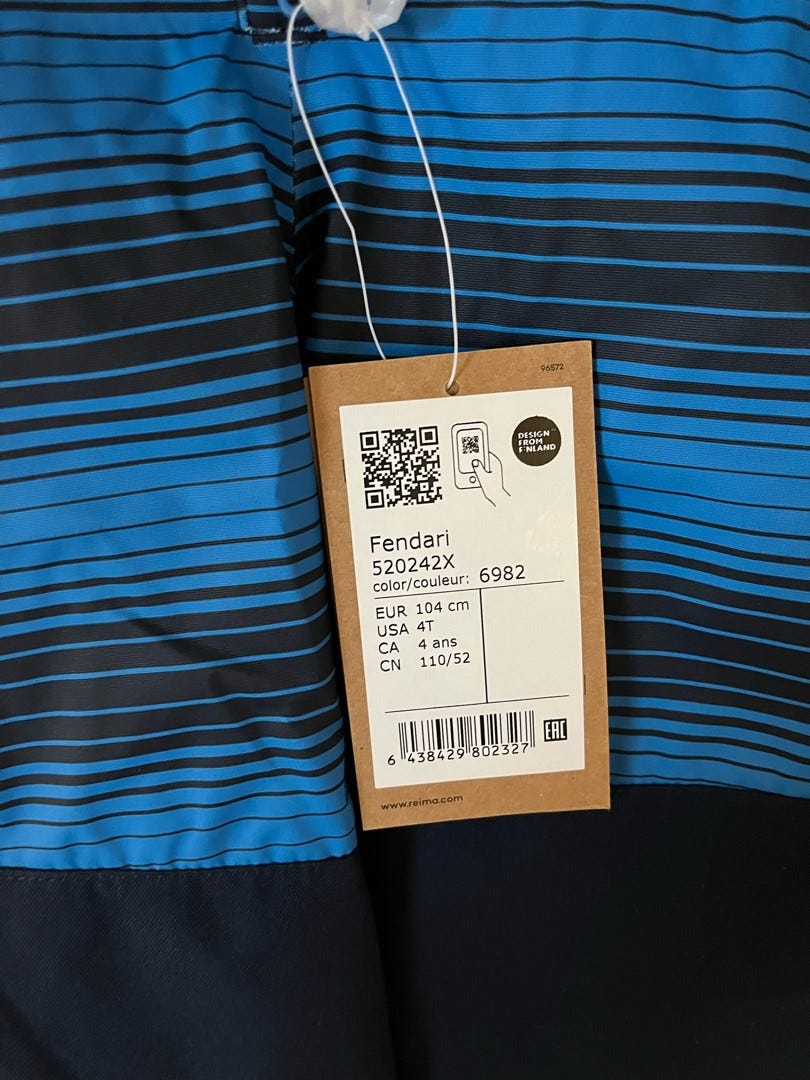 96572
DESIGN
FROM
FINLAND
Fendari
520242X
color/couleur: 6982
EUR 104 cm
USA 4T
CA 4 ans
CN 110/52
6 438429 802327
EAC
www.reima.com